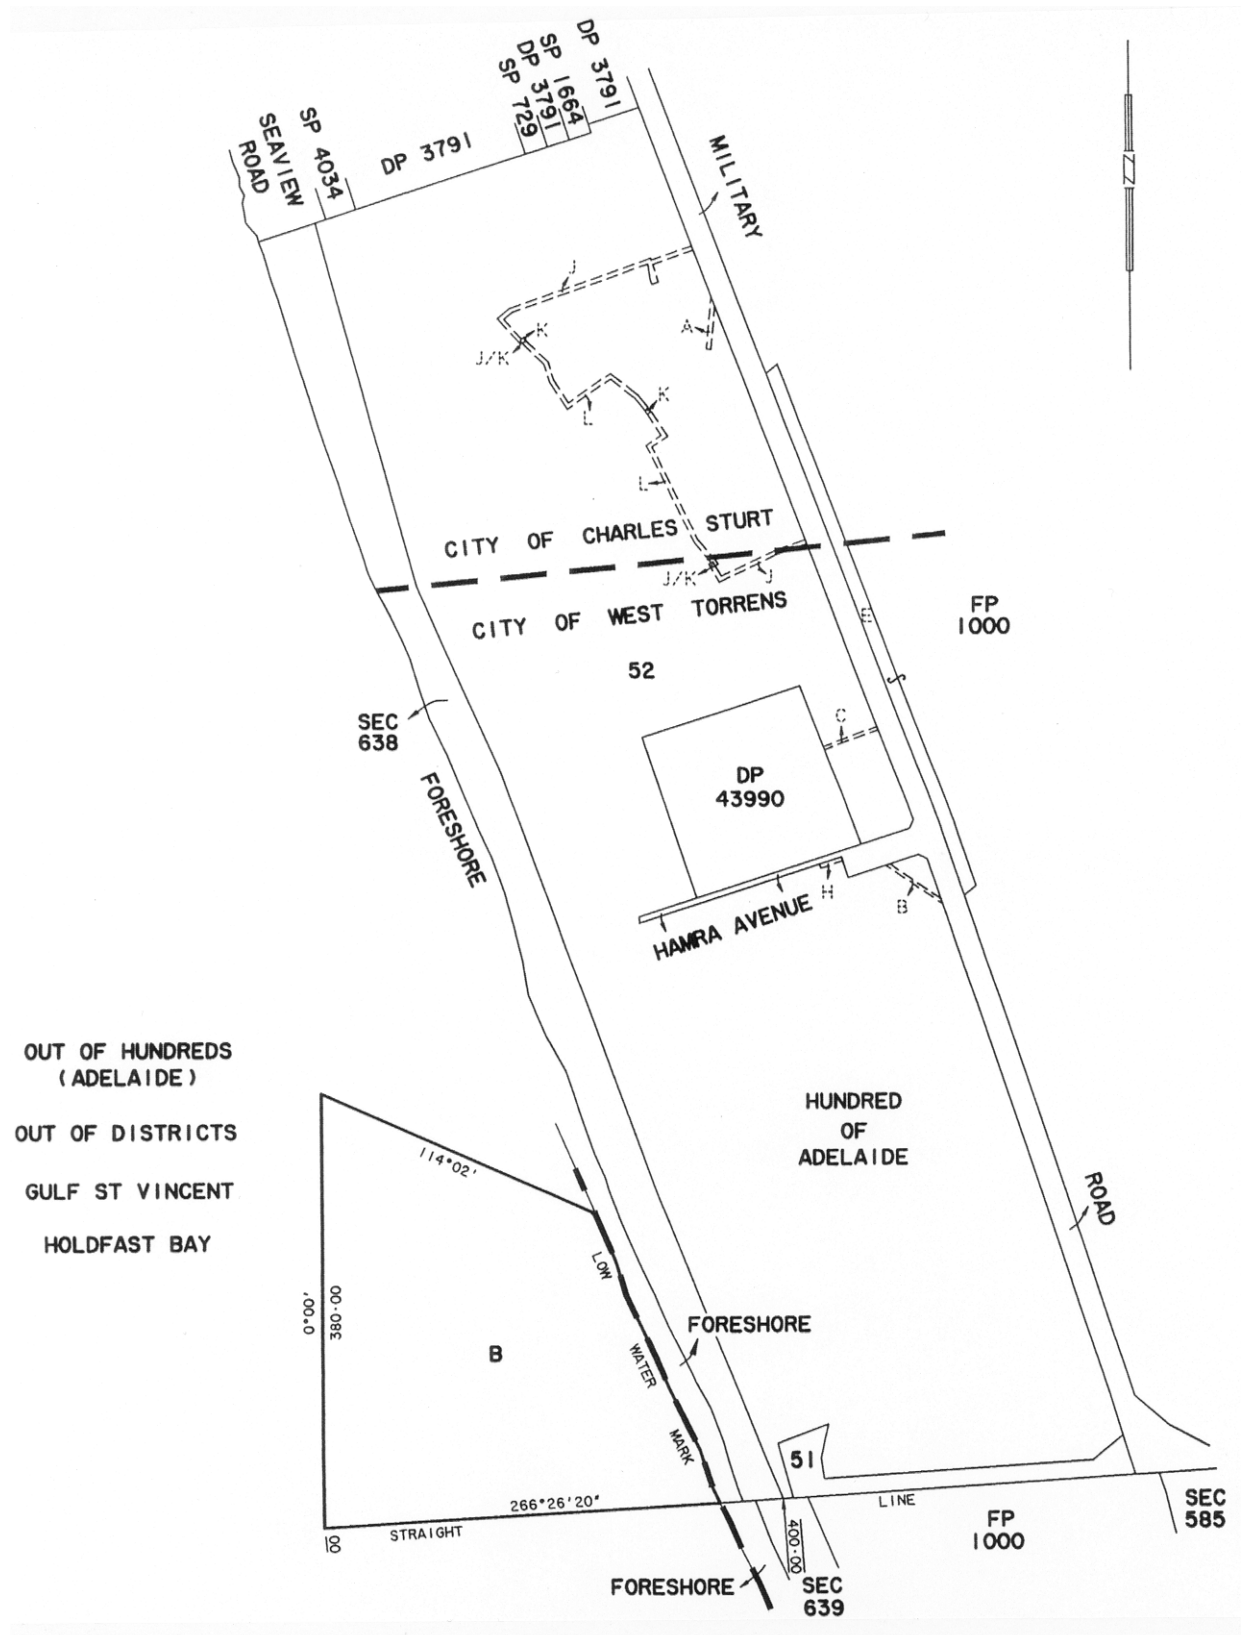 DP 3791
SP 1664
DP 3791
SP 729
DP 3791
SP 4034
SEAVIEW
ROAD
MILITARY
N
J
K
J/K
A
K
L
L
CITY OF CHARLES STURT
J/K
J
CITY OF WEST TORRENS
E
FP
1000
52
SEC
638
C
DP
43990
FORESHORE
H
B
HAMRA AVENUE
OUT OF HUNDREDS
(ADELAIDE)
OUT OF DISTRICTS
GULF ST VINCENT
HOLDFAST BAY
HUNDRED
OF
ADELAIDE
114°02'
ROAD
LOW
WATER
MARK
0°00'
380·00
B
FORESHORE
51
266°26'20"
STRAIGHT
LINE
100
400·00
FP
1000
SEC
585
FORESHORE
SEC
639